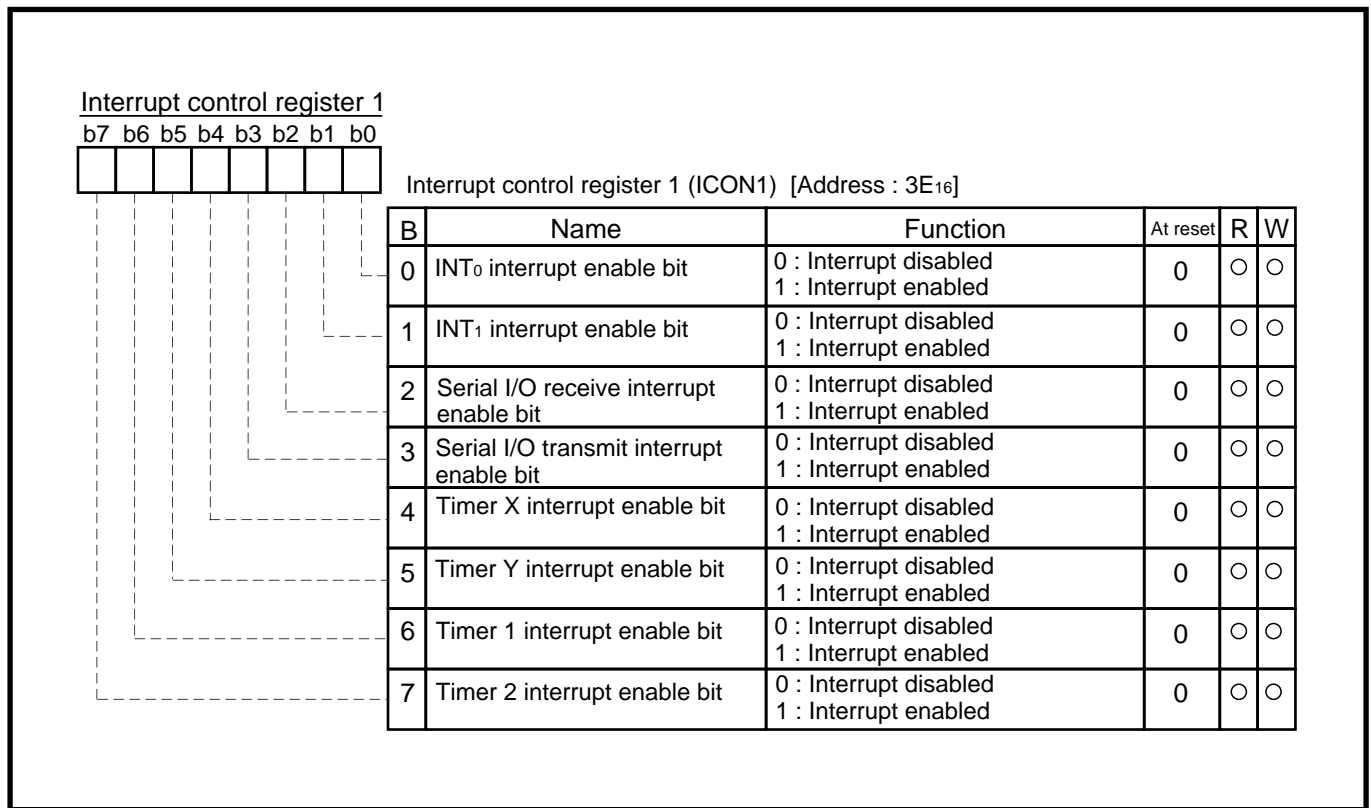 Interrupt control register 1
b7 b6 b5 b4 b3 b2 b1 b0
Interrupt control register 1 (ICON1) [Address : 3E₁₆]
B Name Function At reset R W
0 INT₀ interrupt enable bit 0 : Interrupt disabled 0 ○ ○
1 : Interrupt enabled
1 INT₁ interrupt enable bit 0 : Interrupt disabled 0 ○ ○
1 : Interrupt enabled
2 Serial I/O receive interrupt 0 : Interrupt disabled 0 ○ ○
enable bit 1 : Interrupt enabled
3 Serial I/O transmit interrupt 0 : Interrupt disabled 0 ○ ○
enable bit 1 : Interrupt enabled
4 Timer X interrupt enable bit 0 : Interrupt disabled 0 ○ ○
1 : Interrupt enabled
5 Timer Y interrupt enable bit 0 : Interrupt disabled 0 ○ ○
1 : Interrupt enabled
6 Timer 1 interrupt enable bit 0 : Interrupt disabled 0 ○ ○
1 : Interrupt enabled
7 Timer 2 interrupt enable bit 0 : Interrupt disabled 0 ○ ○
1 : Interrupt enabled